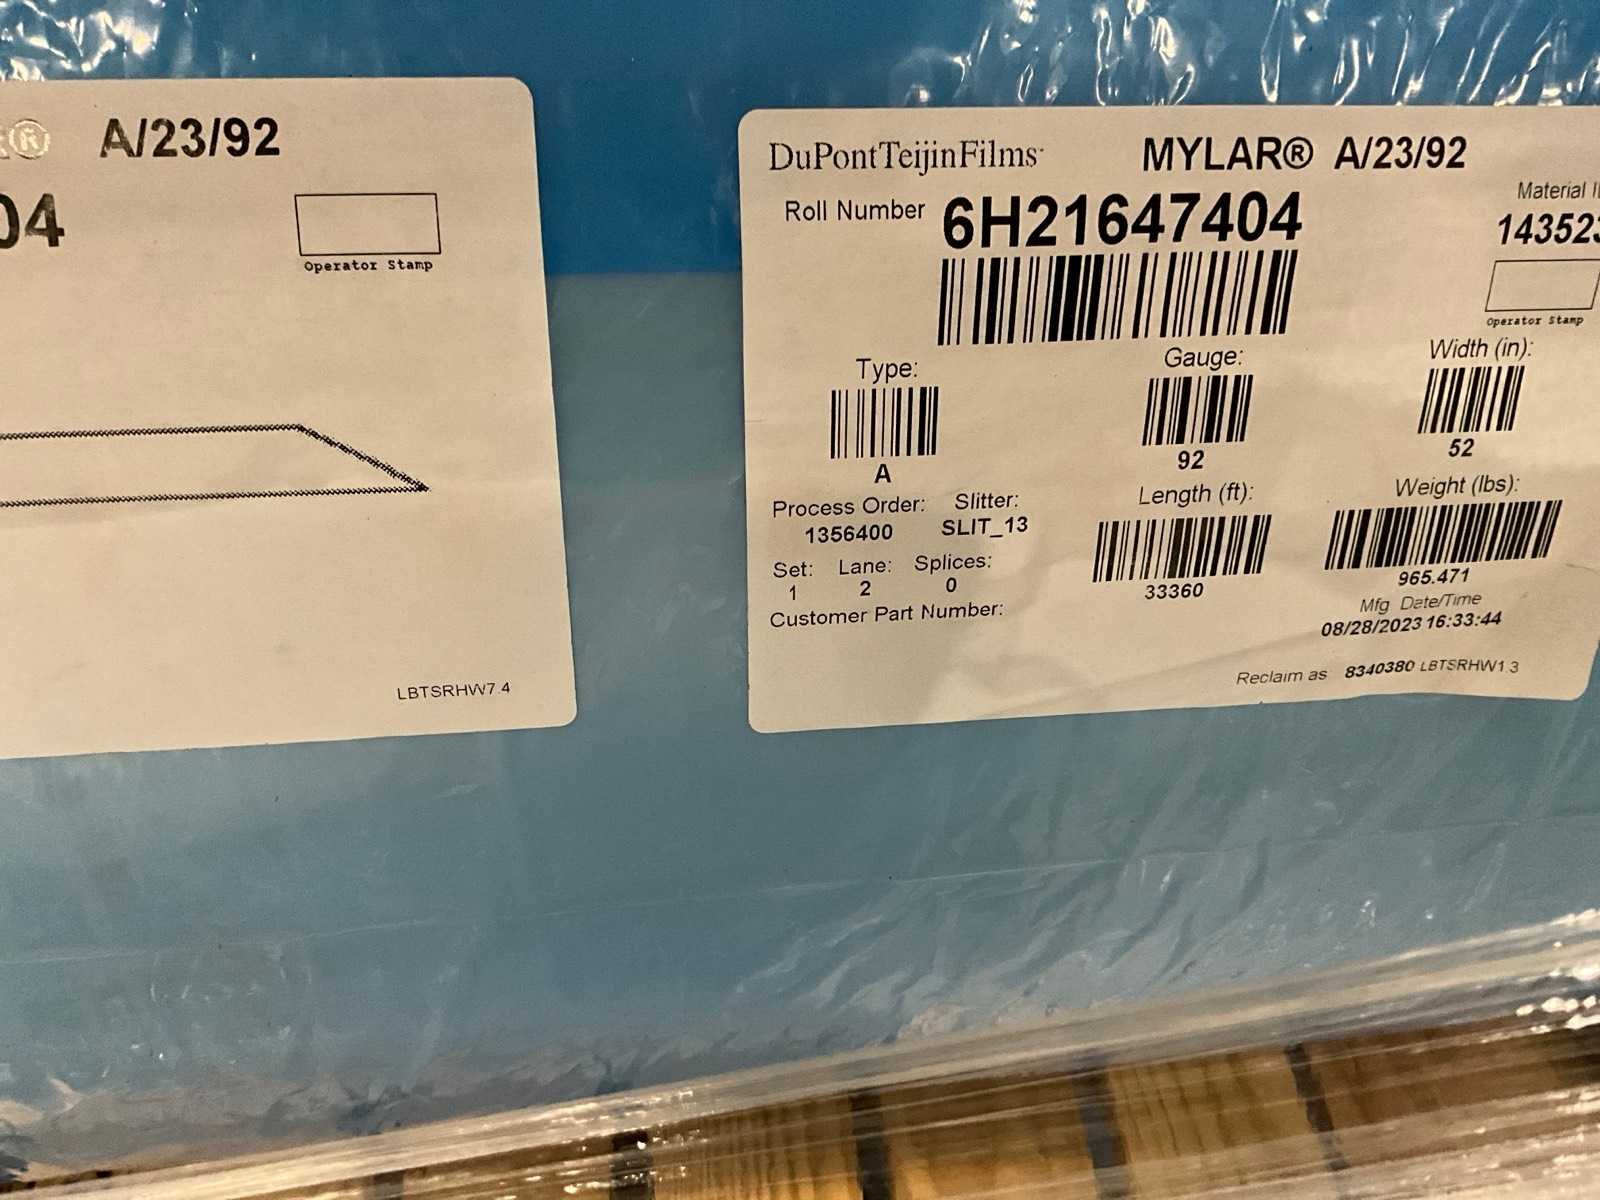 ® A/23/92
04
Operator Stamp
LBTSRHW7.4
DuPontTeijinFilms MYLAR® A/23/92
Roll Number 6H21647404
Material
143523
Operator Stamp
Type: Gauge: Width (in):
A 92 52
Process Order: Slitter: Length (ft): Weight (lbs):
1356400 SLIT_13
Set: Lane: Splices:
1 2 0 33360 965.471
Customer Part Number: Mfg Date/Time
08/28/2023 16:33:44
Reclaim as 8340380 LBTSRHW1.3